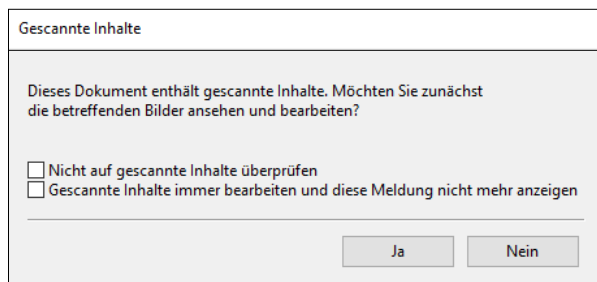 Gescannte Inhalte
Dieses Dokument enthält gescannte Inhalte. Möchten Sie zunächst
die betreffenden Bilder ansehen und bearbeiten?
Nicht auf gescannte Inhalte überprüfen
Gescannte Inhalte immer bearbeiten und diese Meldung nicht mehr anzeigen
Ja Nein